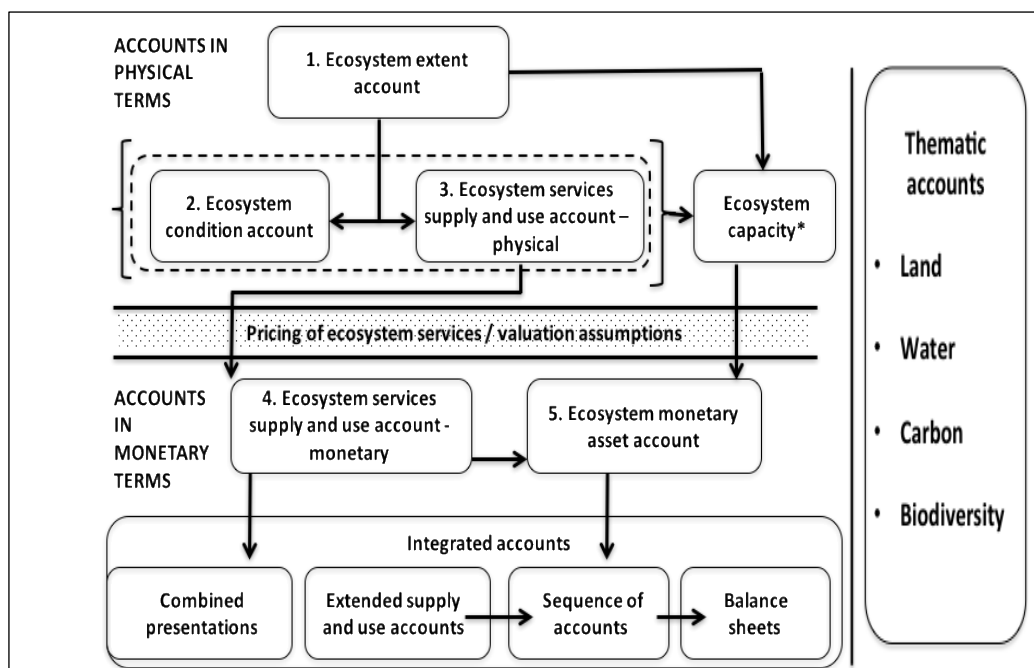 ACCOUNTS IN
PHYSICAL
TERMS
1. Ecosystem extent
account
2. Ecosystem
condition account
3. Ecosystem services
supply and use account –
physical
Ecosystem
capacity*
Pricing of ecosystem services / valuation assumptions
ACCOUNTS
IN
MONETARY
TERMS
4. Ecosystem services
supply and use account -
monetary
5. Ecosystem monetary
asset account
Integrated accounts
Combined
presentations
Extended supply
and use accounts
Sequence of
accounts
Balance
sheets
Thematic
accounts
• Land
• Water
• Carbon
• Biodiversity